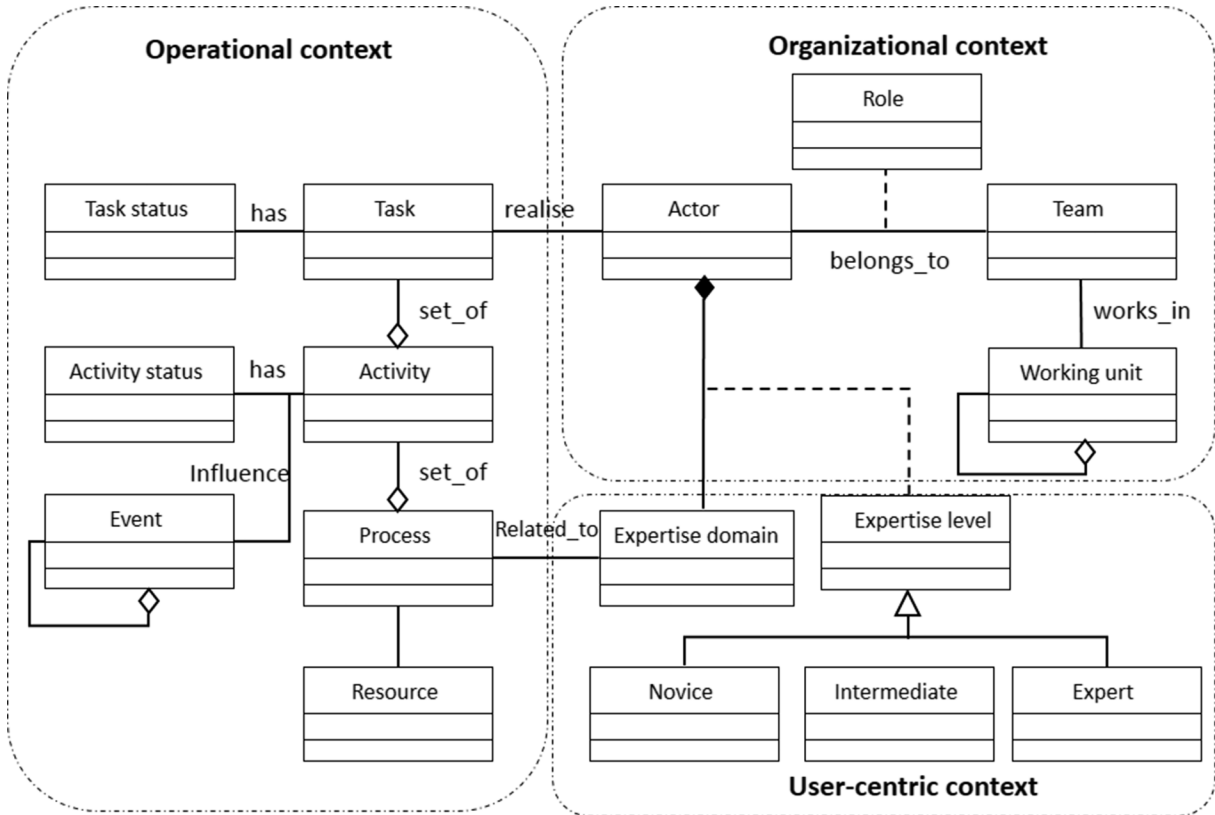 Operational context
Organizational context
Role
Task status
has
Task
realise
Actor
Team
belongs_to
set_of
works_in
Activity status
has
Activity
Working unit
Influence
set_of
Event
Process
Related_to
Expertise domain
Expertise level
Resource
Novice
Intermediate
Expert
User-centric context